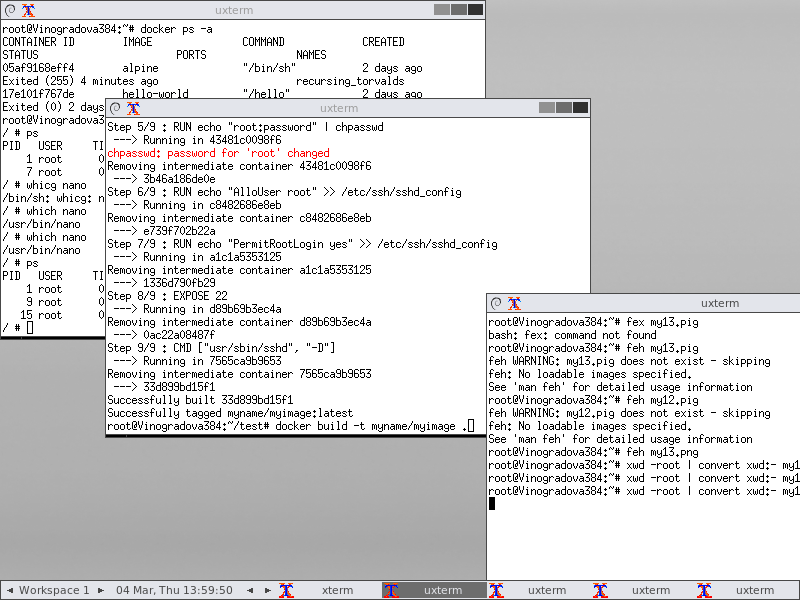 uxterm
root@Vinogradova384:~# docker ps -a
CONTAINER ID IMAGE COMMAND CREATED
STATUS PORTS NAMES
05af9168eff4 alpine "/bin/sh" 2 days ago
Exited (255) 4 minutes ago recursing_torvalds
17e101f767de hello-world "/hello" 2 days ago
Exited (0) 2 days
root@Vinogradova3
/ # ps
PID USER TI
1 root 0
7 root 0
/ # whicg nano
/bin/sh: whicg: n
/ # which nano
/usr/bin/nano
/ # which nano
/usr/bin/nano
/ # ps
PID USER TI
1 root 0
9 root 0
15 root 0
/ #
uxterm
Step 5/9 : RUN echo "root:password" | chpasswd
---> Running in 43481c0098f6
chpasswd: password for 'root' changed
Removing intermediate container 43481c0098f6
---> 3b46a186de0e
Step 6/9 : RUN echo "AlloUser root" >> /etc/ssh/sshd_config
---> Running in c8482686e8eb
Removing intermediate container c8482686e8eb
---> e739f702b22a
Step 7/9 : RUN echo "PermitRootLogin yes" >> /etc/ssh/sshd_config
---> Running in a1c1a5353125
Removing intermediate container a1c1a5353125
---> 1336d790fb29
Step 8/9 : EXPOSE 22
---> Running in d89b69b3ec4a
Removing intermediate container d89b69b3ec4a
---> 0ac22a08487f
Step 9/9 : CMD ["usr/sbin/sshd", "-D"]
---> Running in 7565ca9b9653
Removing intermediate container 7565ca9b9653
---> 33d899bd15f1
Successfully built 33d899bd15f1
Successfully tagged myname/myimage:latest
root@Vinogradova384:~/test# docker build -t myname/myimage .
uxterm
root@Vinogradova384:~# fex my13.pig
bash: fex: command not found
root@Vinogradova384:~# feh my13.pig
feh WARNING: my13.pig does not exist - skipping
feh: No loadable images specified.
See 'man feh' for detailed usage information
root@Vinogradova384:~# feh my12.pig
feh WARNING: my12.pig does not exist - skipping
feh: No loadable images specified.
See 'man feh' for detailed usage information
root@Vinogradova384:~# feh my13.png
root@Vinogradova384:~# xwd -root | convert xwd:- my1
root@Vinogradova384:~# xwd -root | convert xwd:- my1
root@Vinogradova384:~# xwd -root | convert xwd:- my1
Workspace 1 04 Mar, Thu 13:59:50 xterm uxterm uxterm uxterm uxterm